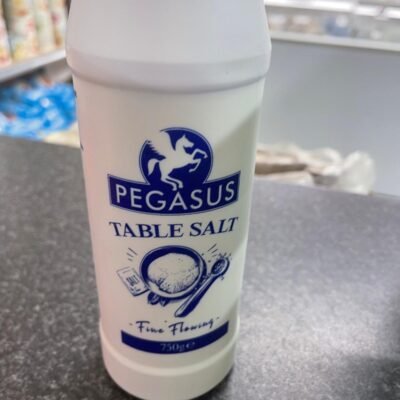 PEGASUS
TABLE SALT
- Fine Flowing -
750g e